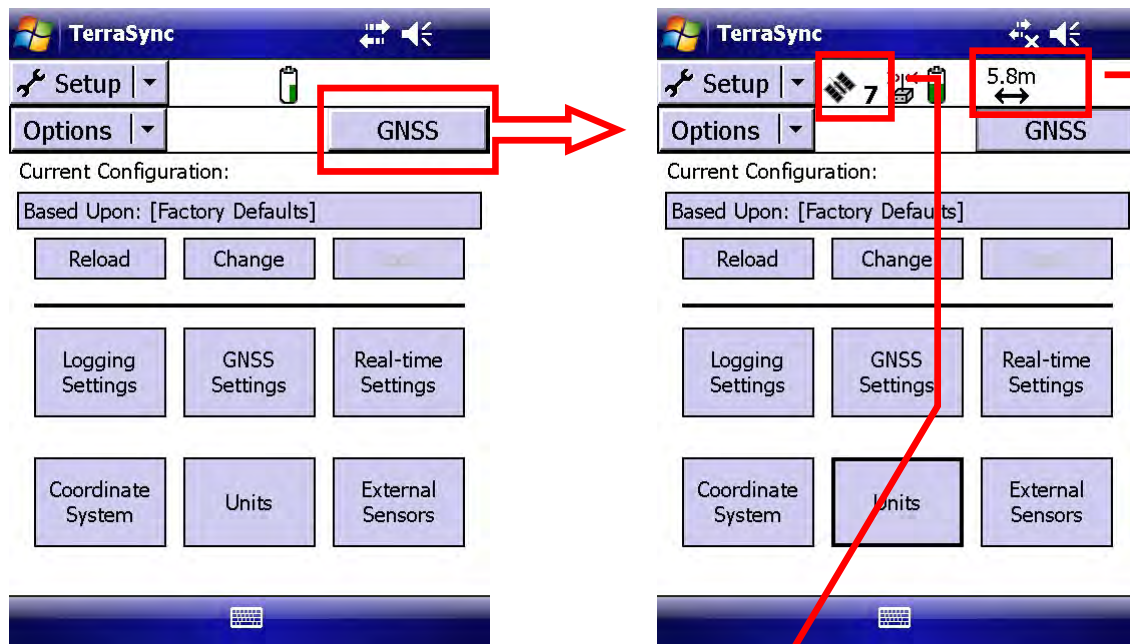 TerraSync
Setup
Options
GNSS
Current Configuration:
Based Upon: [Factory Defaults]
Reload
Change
Logging
Settings
GNSS
Settings
Real-time
Settings
Coordinate
System
Units
External
Sensors
TerraSync
Setup
7
5.8m
Options
GNSS
Current Configuration:
Based Upon: [Factory Defaults]
Reload
Change
Logging
Settings
GNSS
Settings
Real-time
Settings
Coordinate
System
Units
External
Sensors